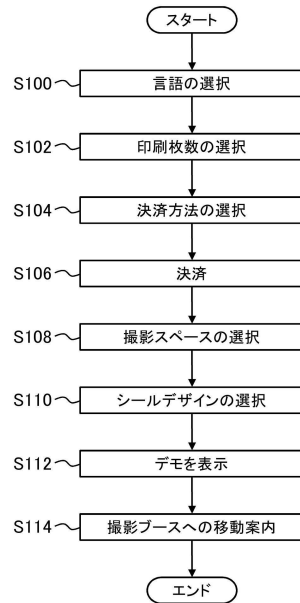 スタート
S100 言語の選択
S102 印刷枚数の選択
S104 決済方法の選択
S106 決済
S108 撮影スペースの選択
S110 シールデザインの選択
S112 デモを表示
S114 撮影ブースへの移動案内
エンド